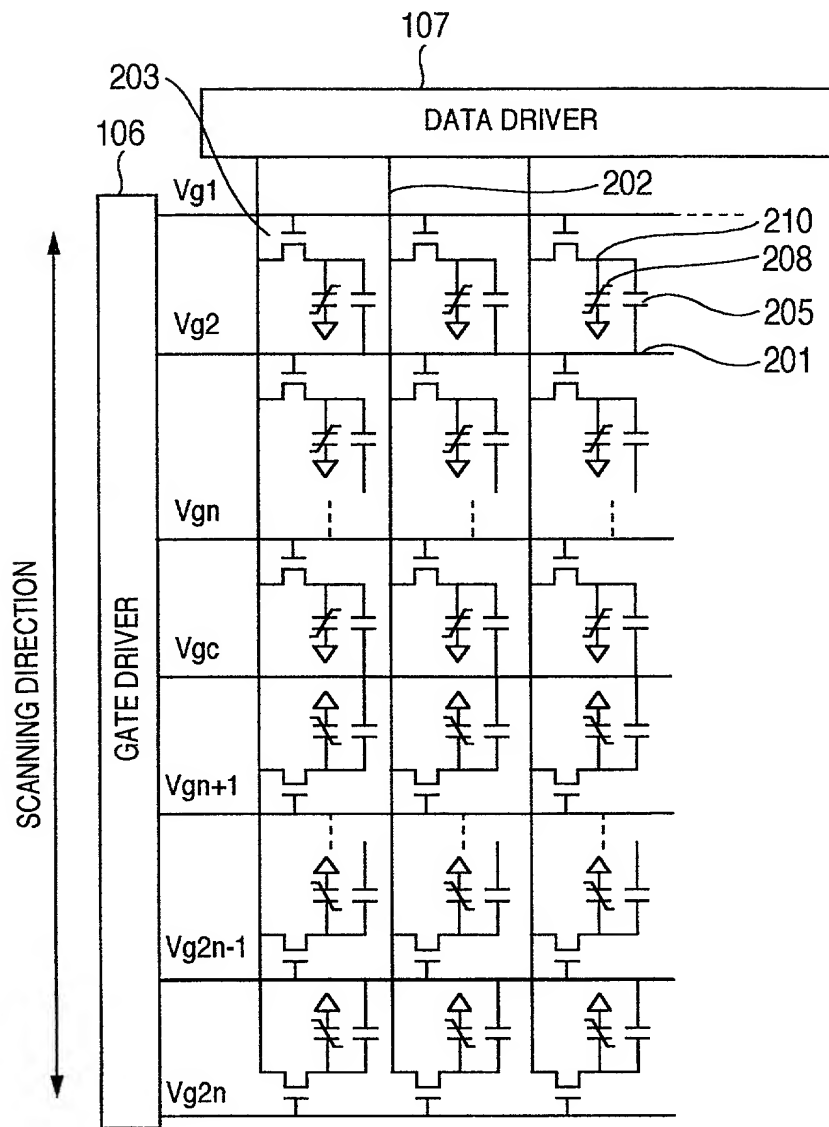 107
203
DATA DRIVER
106
Vg1
202
210
208
Vg2
205
201
Vgn
SCANNING DIRECTION
GATE DRIVER
Vgc
Vgn+1
Vg2n-1
Vg2n